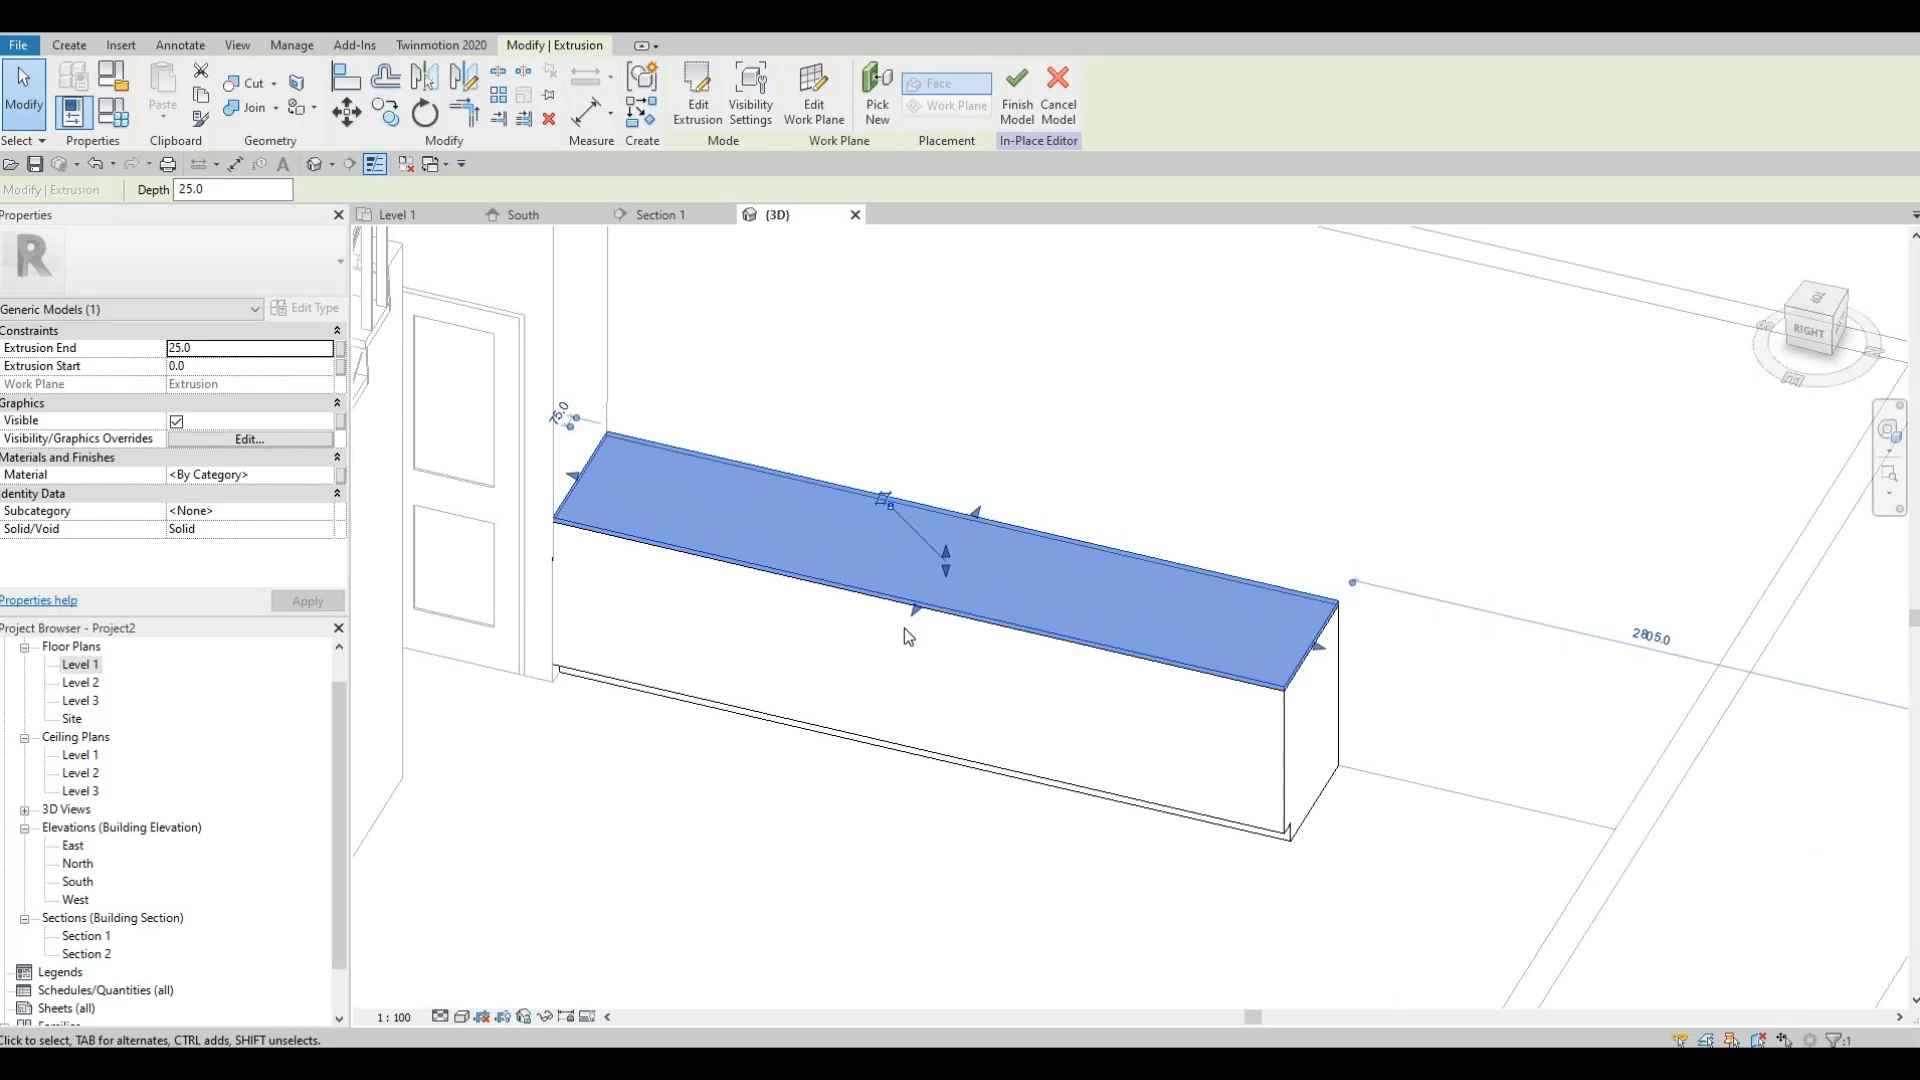 File Create Insert Annotate View Manage Add-Ins Twinmotion 2020 Modify | Extrusion
Modify
Paste
Cut
Join
Edit Extrusion
Visibility Settings
Edit Work Plane
Pick New
Face
Work Plane
Finish Model
Cancel Model
Select Properties Clipboard Geometry Modify Measure Create Mode Work Plane Placement In-Place Editor
Modify | Extrusion Depth 25.0
Properties
Level 1 South Section 1 {3D}
R
Generic Models (1) Edit Type
Constraints
Extrusion End 25.0
Extrusion Start 0.0
Work Plane Extrusion
Graphics
Visible
Visibility/Graphics Overrides Edit...
Materials and Finishes
Material <By Category>
Identity Data
Subcategory <None>
Solid/Void Solid
Properties help Apply
Project Browser - Project2
Floor Plans
Level 1
Level 2
Level 3
Site
Ceiling Plans
Level 1
Level 2
Level 3
3D Views
Elevations (Building Elevation)
East
North
South
West
Sections (Building Section)
Section 1
Section 2
Legends
Schedules/Quantities (all)
Sheets (all)
75.0
2805.0
TOP
RIGHT
1 : 100
Click to select, TAB for alternates, CTRL adds, SHIFT unselects.
:1